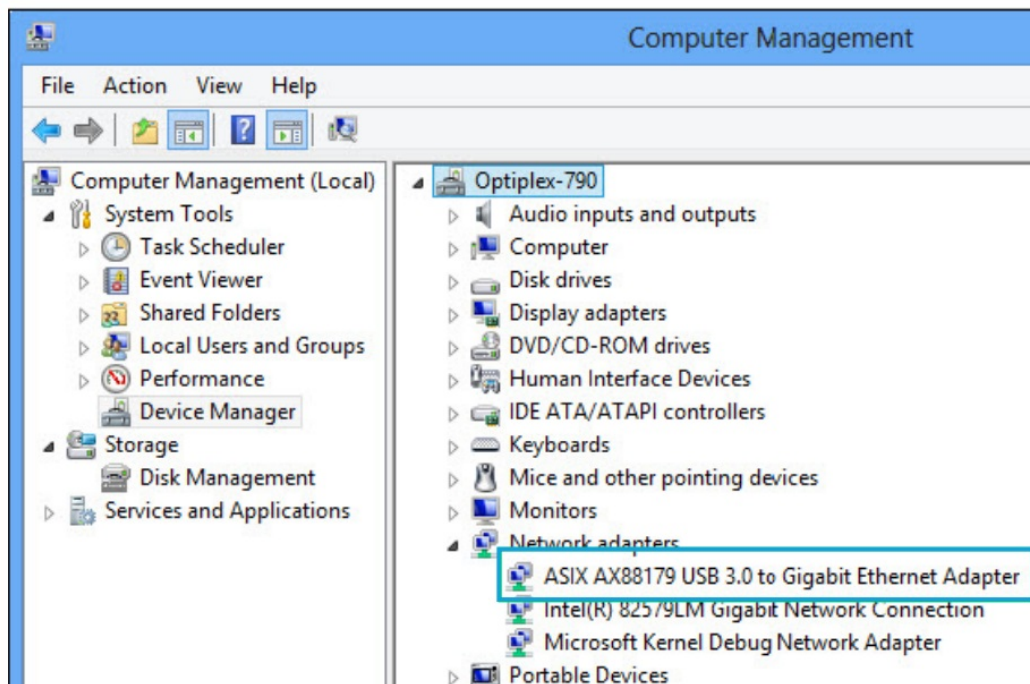 Computer Management
File Action View Help
Computer Management (Local)
System Tools
Task Scheduler
Event Viewer
Shared Folders
Local Users and Groups
Performance
Device Manager
Storage
Disk Management
Services and Applications
Optiplex-790
Audio inputs and outputs
Computer
Disk drives
Display adapters
DVD/CD-ROM drives
Human Interface Devices
IDE ATA/ATAPI controllers
Keyboards
Mice and other pointing devices
Monitors
Network adapters
ASIX AX88179 USB 3.0 to Gigabit Ethernet Adapter
Intel(R) 82579LM Gigabit Network Connection
Microsoft Kernel Debug Network Adapter
Portable Devices